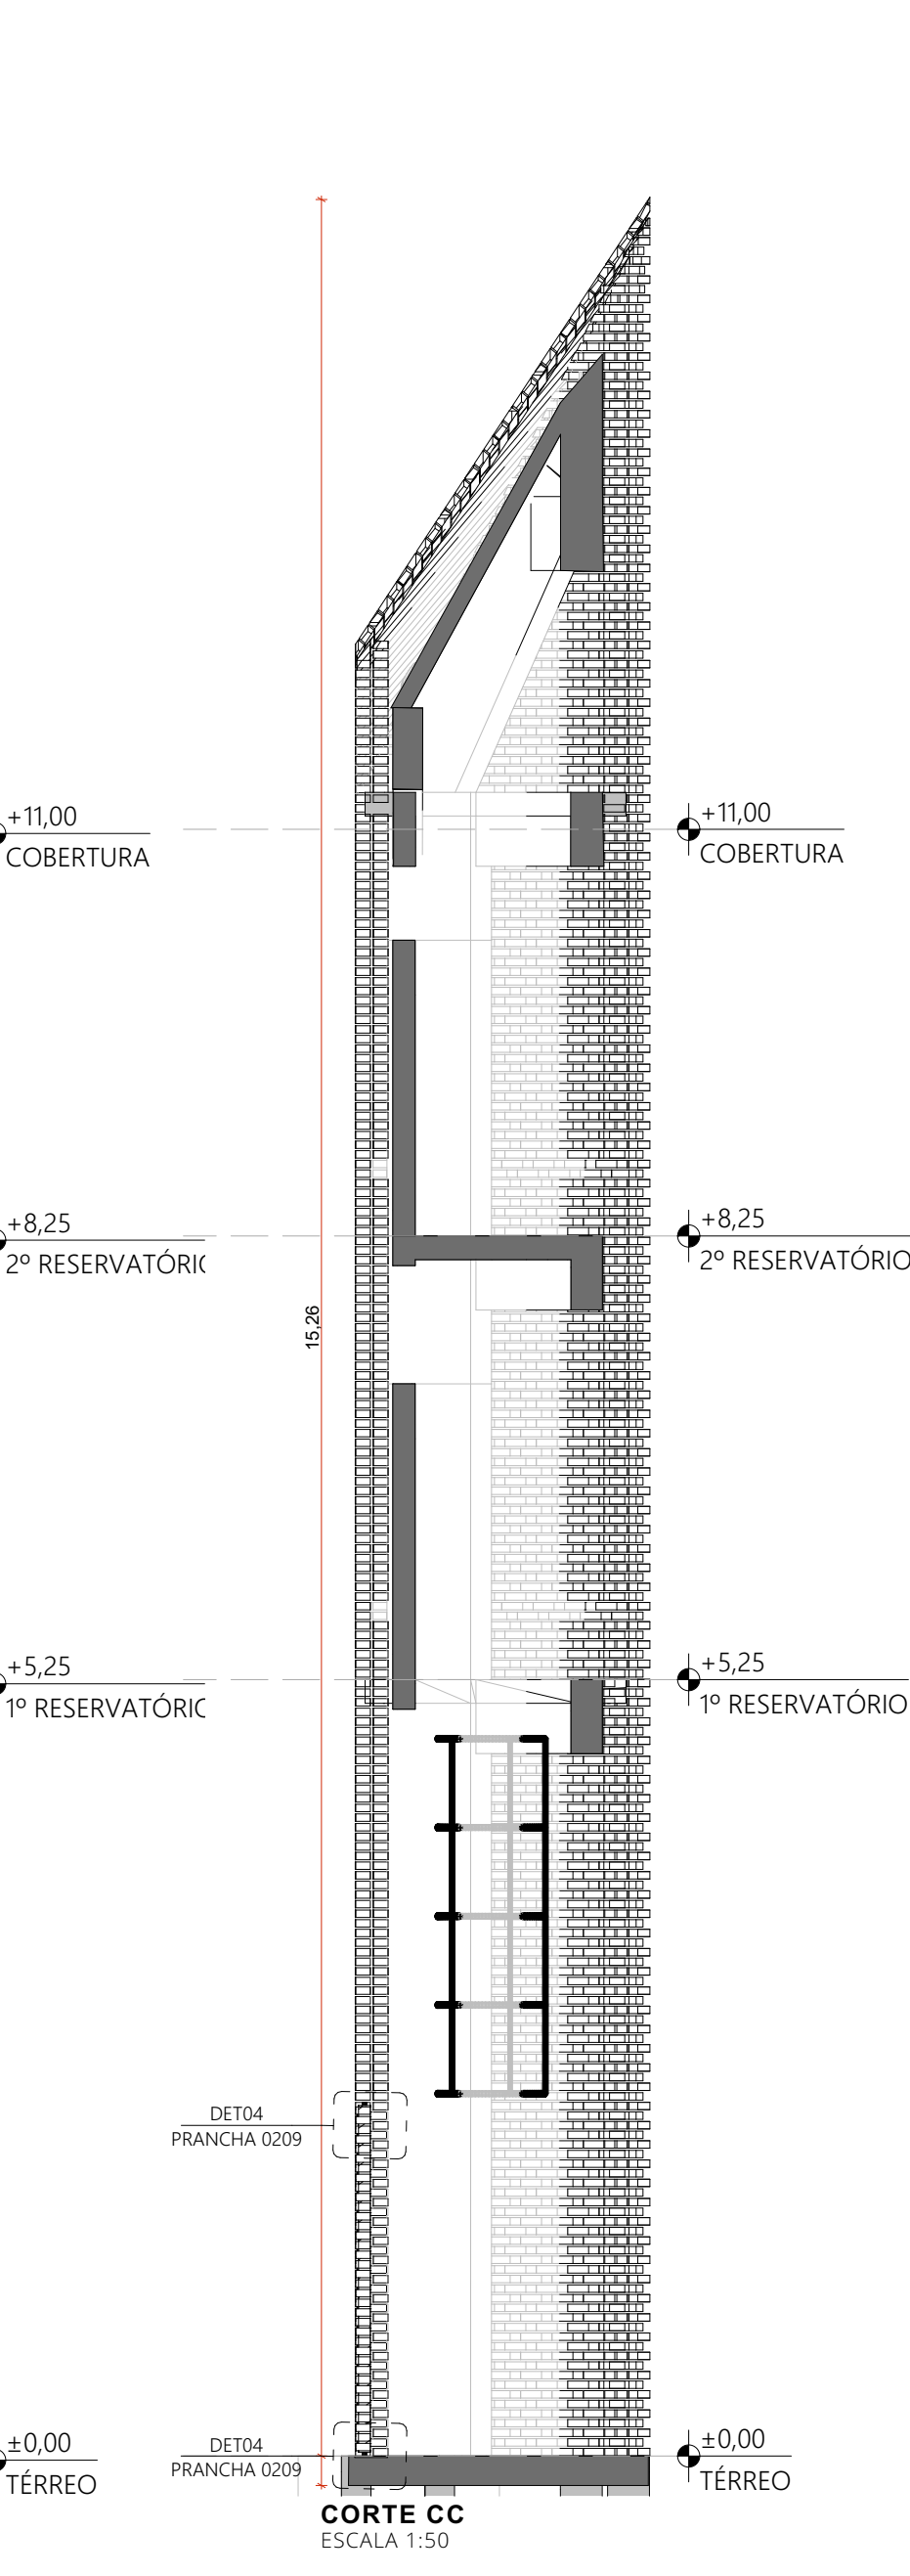 +11,00
COBERTURA
+11,00
COBERTURA
+8,25
2º RESERVATÓRIO
+8,25
2º RESERVATÓRIO
15,26
+5,25
1º RESERVATÓRIO
+5,25
1º RESERVATÓRIO
DET04
PRANCHA 0209
±0,00
TÉRREO
DET04
PRANCHA 0209
±0,00
TÉRREO
CORTE CC
ESCALA 1:50